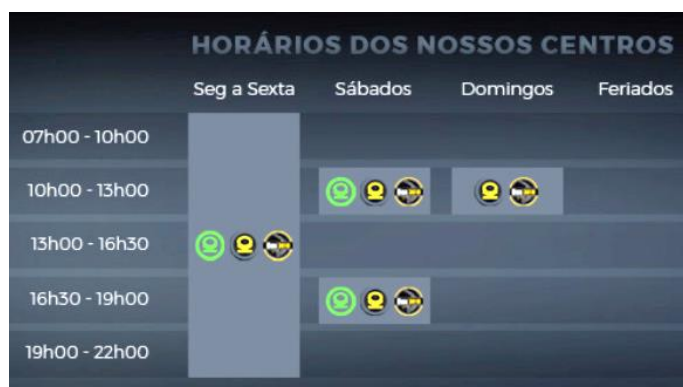 HORÁRIOS DOS NOSSOS CENTROS
Seg a Sexta Sábados Domingos Feriados
07h00 - 10h00
10h00 - 13h00
13h00 - 16h30
16h30 - 19h00
19h00 - 22h00